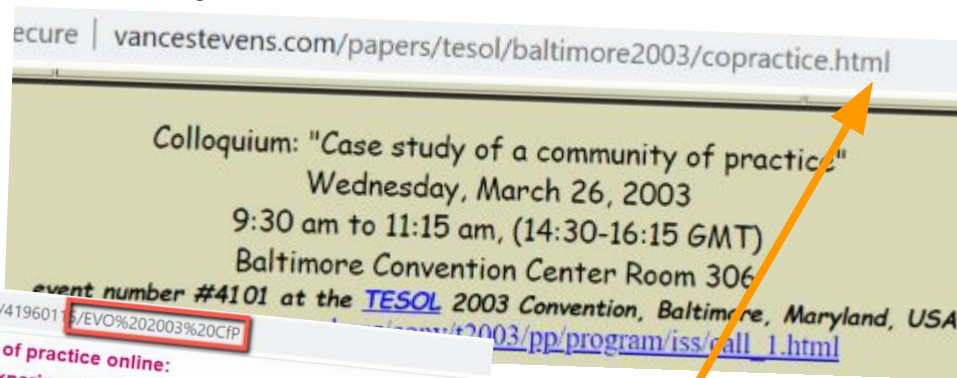 ecure | vancestevens.com/papers/tesol/baltimore2003/copractice.html
Colloquium: "Case study of a community of practice"
Wednesday, March 26, 2003
9:30 am to 11:15 am, (14:30-16:15 GMT)
Baltimore Convention Center Room 306
event number #4101 at the TESOL 2003 Convention, Baltimore, Maryland, USA
/t2003/pp/program/iss/call_1.html
/41960115/EVO%202003%20CfP
of practice online: